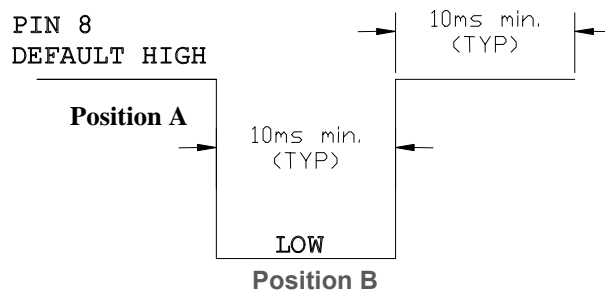 PIN 8
DEFAULT HIGH
10ms min.
(TYP)
Position A
10ms min.
(TYP)
LOW
Position B